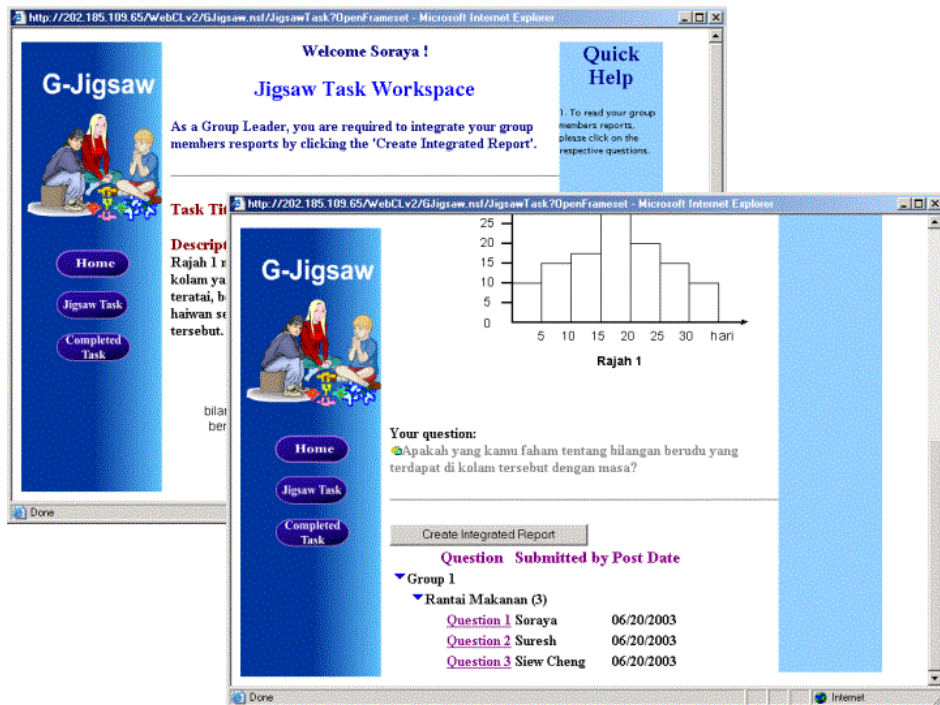 http://202.185.109.65/WebCLv2/GJigsaw.nsf/JigsawTask?OpenFrameset - Microsoft Internet Explorer
G-Jigsaw
Home
Jigsaw Task
Completed
Task
Welcome Soraya !
Jigsaw Task Workspace
As a Group Leader, you are required to integrate your group
members resports by clicking the 'Create Integrated Report'.
Task
Rajah 1
kolam
teratai,
haiwan
tersebut.
Quick
Help
1. To read your group
members reports,
please click on the
respective questions.
Done
http://202.185.109.65/WebCLv2/GJigsaw.nsf/JigsawTask?OpenFrameset - Microsoft Internet Explorer
G-Jigsaw
Home
Jigsaw Task
Completed
Task
25
20
15
10
5
0
5 10 15 20 25 30 hari
Rajah 1
Your question:
Apakah yang kamu faham tentang bilangan berudu yang
terdapat di kolam tersebut dengan masa?
Create Integrated Report
Question Submitted by Post Date
Group 1
Rantai Makanan (3)
Question 1 Soraya 06/20/2003
Question 2 Suresh 06/20/2003
Question 3 Siew Cheng 06/20/2003
Done
Internet